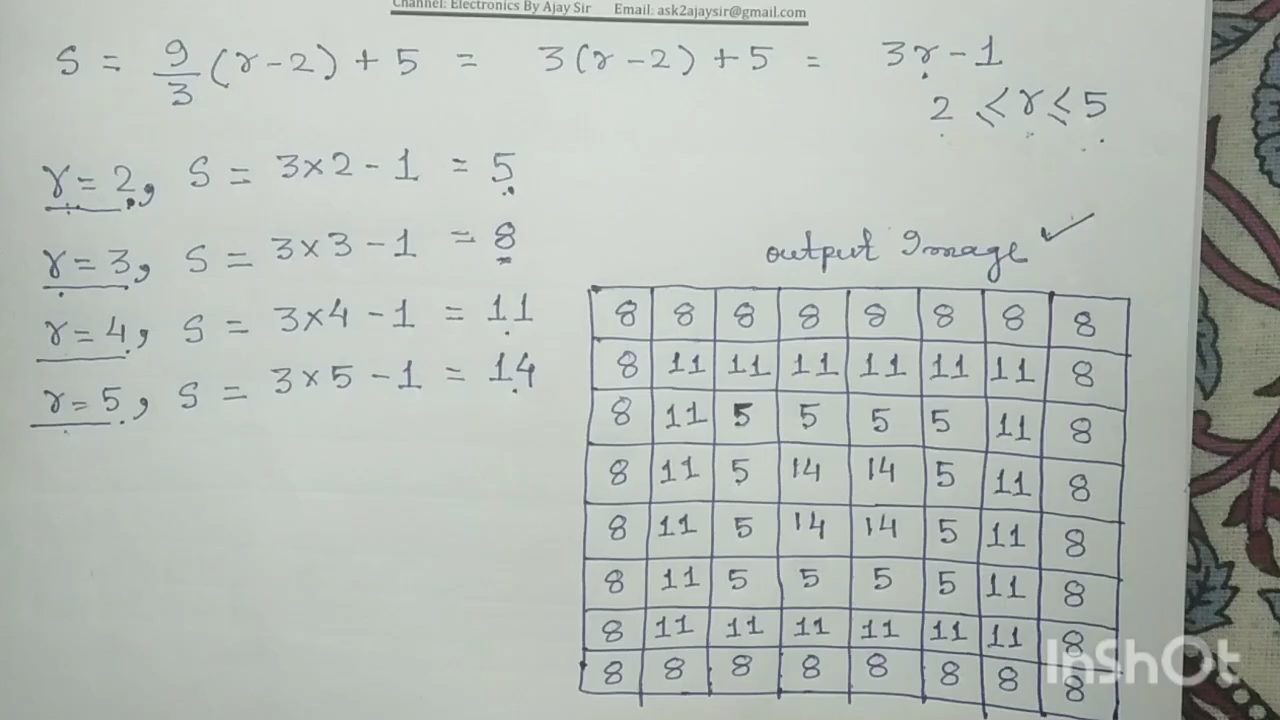 Channel: Electronics By Ajay Sir Email: ask2ajaysir@gmail.com
S = 9/3 (r-2) + 5 = 3(r-2) + 5 = 3r-1
2 ≤ r ≤ 5
r=2, S = 3×2-1 = 5
r=3, S = 3×3-1 = 8
r=4, S = 3×4-1 = 11
r=5, S = 3×5-1 = 14
output Image ✓
8 8 8 8 8 8 8 8
8 11 11 11 11 11 11 8
8 11 5 5 5 5 11 8
8 11 5 14 14 5 11 8
8 11 5 14 14 5 11 8
8 11 5 5 5 5 11 8
8 11 11 11 11 11 11 8
8 8 8 8 8 8 8 8
InShOt